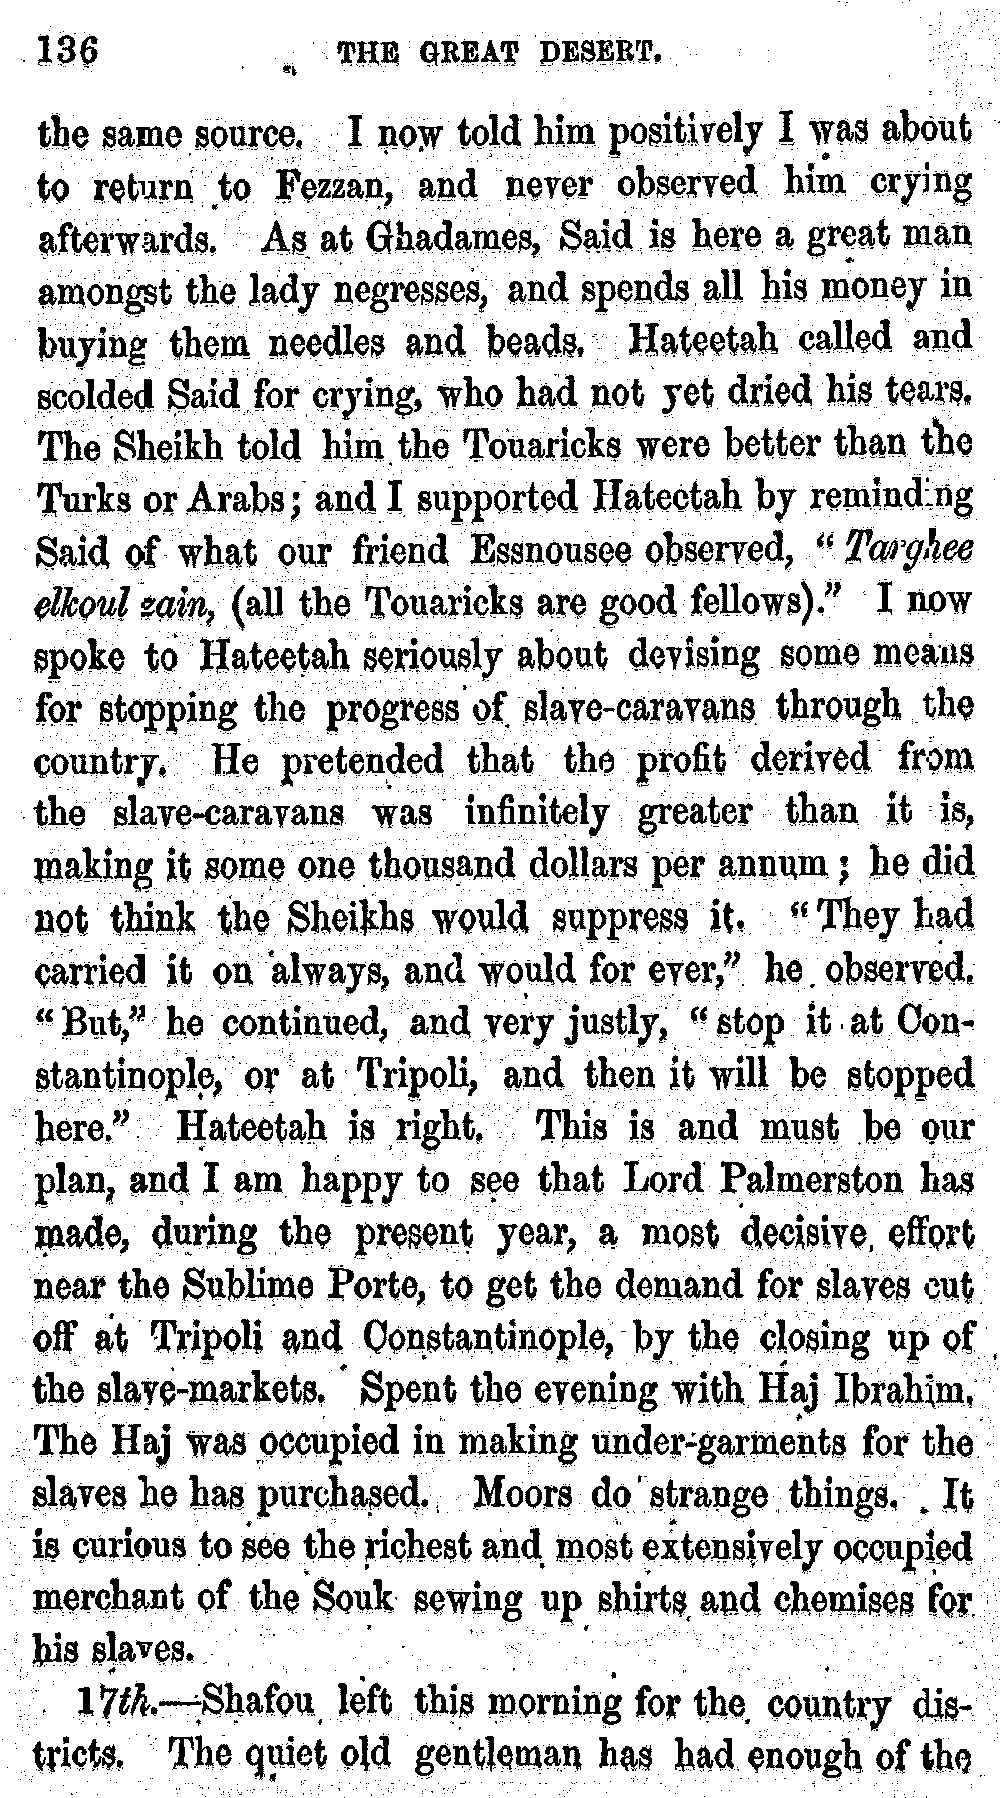 136 THE GREAT DESERT.
the same source. I now told him positively I was about
to return to Fezzan, and never observed him crying
afterwards. As at Ghadames, Said is here a great man
amongst the lady negresses, and spends all his money in
buying them needles and beads. Hateetah called and
scolded Said for crying, who had not yet dried his tears.
The Sheikh told him the Touaricks were better than the
Turks or Arabs; and I supported Hateetah by reminding
Said of what our friend Essnousee observed, “Targhee
elkoul zain, (all the Touaricks are good fellows).” I now
spoke to Hateetah seriously about devising some means
for stopping the progress of slave-caravans through the
country. He pretended that the profit derived from
the slave-caravans was infinitely greater than it is,
making it some one thousand dollars per annum; he did
not think the Sheikhs would suppress it. “They had
carried it on always, and would for ever,” he observed.
“But,” he continued, and very justly, “stop it at Con-
stantinople, or at Tripoli, and then it will be stopped
here.” Hateetah is right. This is and must be our
plan, and I am happy to see that Lord Palmerston has
made, during the present year, a most decisive effort
near the Sublime Porte, to get the demand for slaves cut
off at Tripoli and Constantinople, by the closing up of
the slave-markets. Spent the evening with Haj Ibrahim.
The Haj was occupied in making under-garments for the
slaves he has purchased. Moors do strange things. It
is curious to see the richest and most extensively occupied
merchant of the Souk sewing up shirts and chemises for
his slaves.
17th.—Shafou left this morning for the country dis-
tricts. The quiet old gentleman has had enough of the